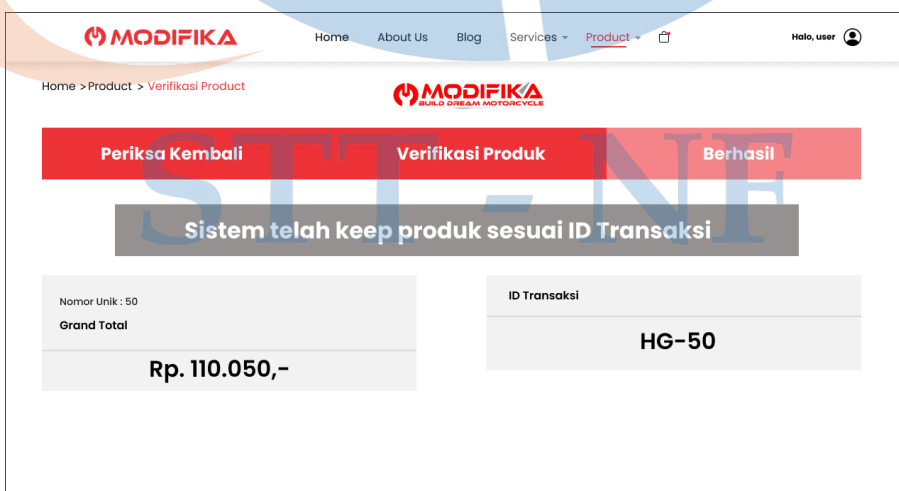 MODIFIKA Home About Us Blog Services Product Halo, user
Home >Product > Verifikasi Product
MODIFIKA
BUILD DREAM MOTORCYCLE
Periksa Kembali Verifikasi Produk Berhasil
STT - NF
Sistem telah keep produk sesuai ID Transaksi
Nomor Unik : 50
Grand Total
Rp. 110.050,-
ID Transaksi
HG-50